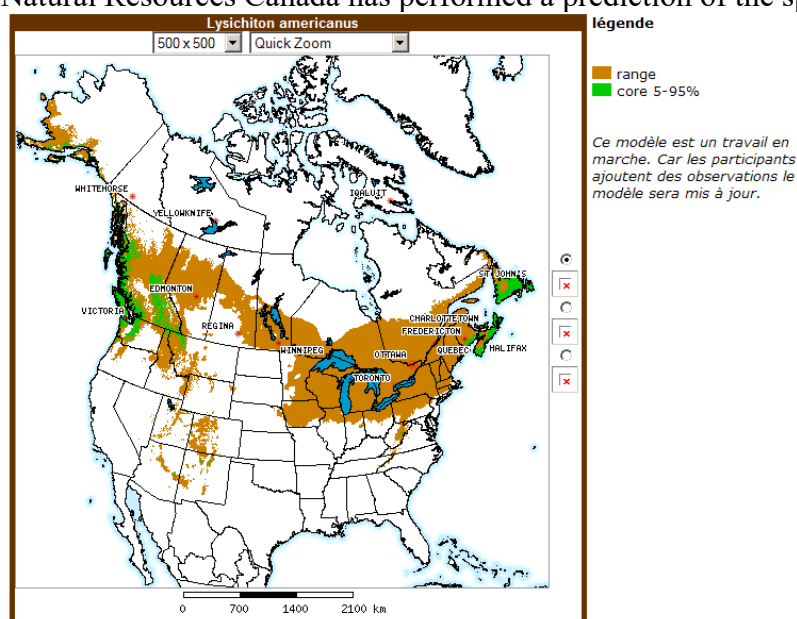 Natural Resources Canada has performed a prediction of the sp
Lysichiton americanus
500 x 500
Quick Zoom
légende
range
core 5-95%
Ce modèle est un travail en
marche. Car les participants
ajoutent des observations le
modèle sera mis à jour.
WHITEHORSE
IQALUIT
YELLOWKNIFE
ST JOHN'S
EDMONTON
VICTORIA
CHARLOTTETOWN
REGINA
FREDERICTON
WINNIPEG
OTTAWA
QUEBEC
HALIFAX
TORONTO
0 700 1400 2100 km